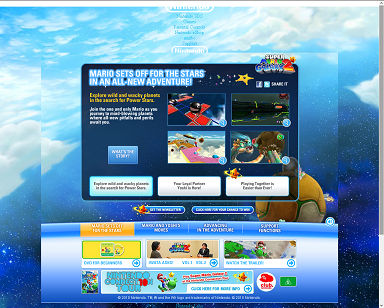 Nintendo
Nintendo
SUPER
MARIO SETS OFF FOR THE STARS
IN AN ALL-NEW ADVENTURE!
SHARE IT
Explore wild and wacky planets
in the search for Power Stars.
Join the one and only Mario as you
journey to mind-blowing planets
where all new pitfalls and perils
await you.
WHAT'S THE
STORY?
Explore wild and wacky planets
in the search for Power Stars.
Your Loyal Partner
Yoshi is Here!
Playing Together is
Easier than Ever!
GET THE NEWSLETTER
CLICK HERE FOR YOUR CHANCE TO WIN
MARIO SETS OFF
FOR THE STARS
MARIO AND YOSHI'S
MOVES
ADVANCING
IN THE ADVENTURE
SUPPORT
FUNCTIONS
DVD FOR BEGINNERS
IWATA ASKS
VOL 1
VOL 2
WATCH THE TRAILER!
NINTENDO
CONNECTION
TOUR
CLICK HERE FOR MORE INFO
club
© 2010 Nintendo. TM, ® and the Wii logo are trademarks of Nintendo. © 2010 Nintendo.